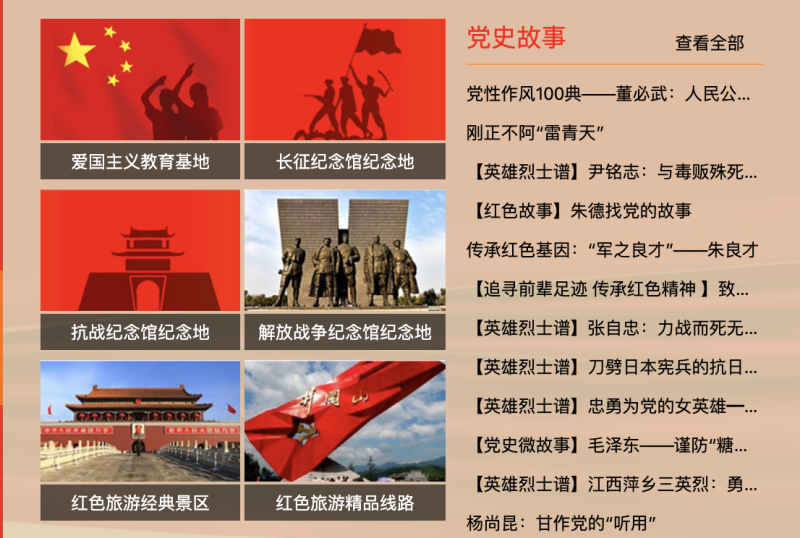 爱国主义教育基地
长征纪念馆纪念地
抗战纪念馆纪念地
解放战争纪念馆纪念地
中华人民共和国万岁
世界人民大团结万岁
井冈山
红色旅游经典景区
红色旅游精品线路
党史故事
查看全部
党性作风100典——董必武：人民公...
刚正不阿“雷青天”
【英雄烈士谱】尹铭志：与毒贩殊死...
【红色故事】朱德找党的故事
传承红色基因：“军之良才”——朱良才
【追寻前辈足迹 传承红色精神 】致...
【英雄烈士谱】张自忠：力战而死无...
【英雄烈士谱】刀劈日本宪兵的抗日...
【英雄烈士谱】忠勇为党的女英雄—...
【党史微故事】毛泽东——谨防“糖...
【英雄烈士谱】江西萍乡三英烈：勇...
杨尚昆：甘作党的“听用”